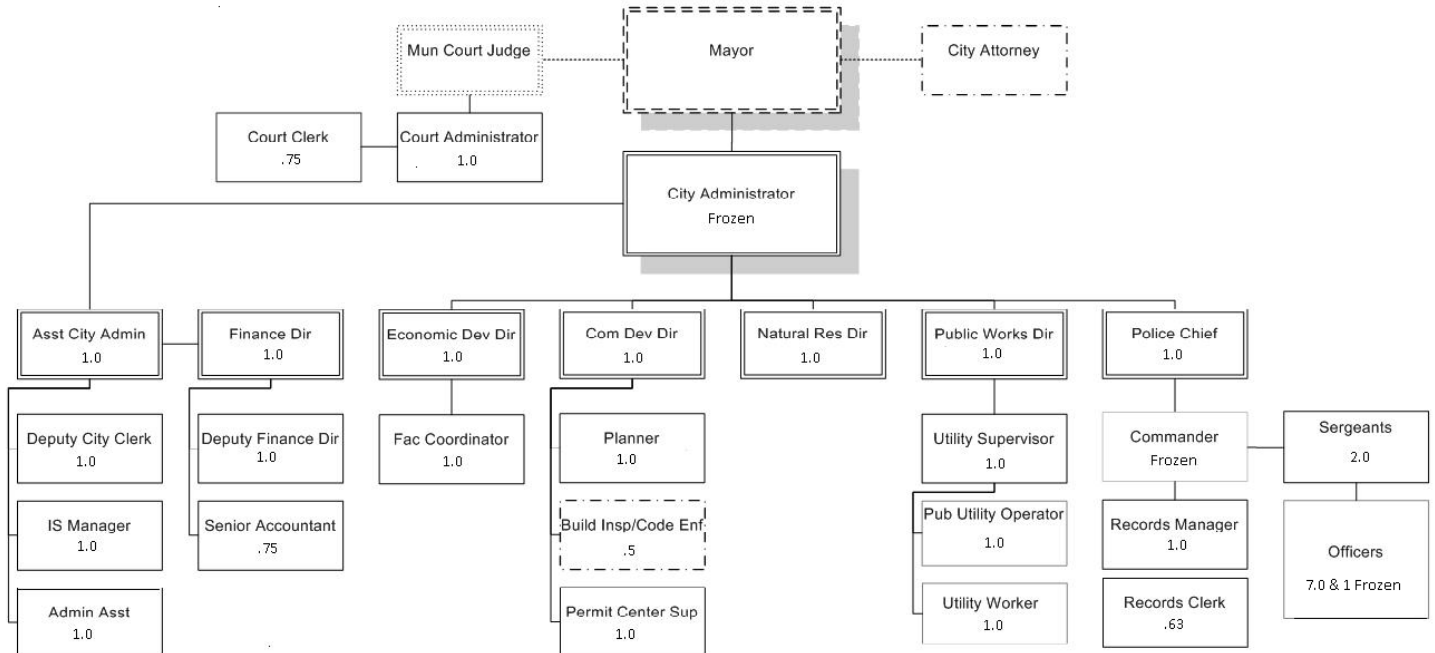 Mun Court Judge
Mayor
City Attorney
Court Clerk
.75
Court Administrator
1.0
City Administrator
Frozen
Asst City Admin
1.0
Finance Dir
1.0
Economic Dev Dir
1.0
Com Dev Dir
1.0
Natural Res Dir
1.0
Public Works Dir
1.0
Police Chief
1.0
Deputy City Clerk
1.0
Deputy Finance Dir
1.0
Fac Coordinator
1.0
Planner
1.0
Utility Supervisor
1.0
Commander
Frozen
Sergeants
2.0
IS Manager
1.0
Senior Accountant
.75
Build Insp/Code Enf
.5
Pub Utility Operator
1.0
Records Manager
1.0
Officers
7.0 & 1 Frozen
Admin Asst
1.0
Permit Center Sup
1.0
Utility Worker
1.0
Records Clerk
.63